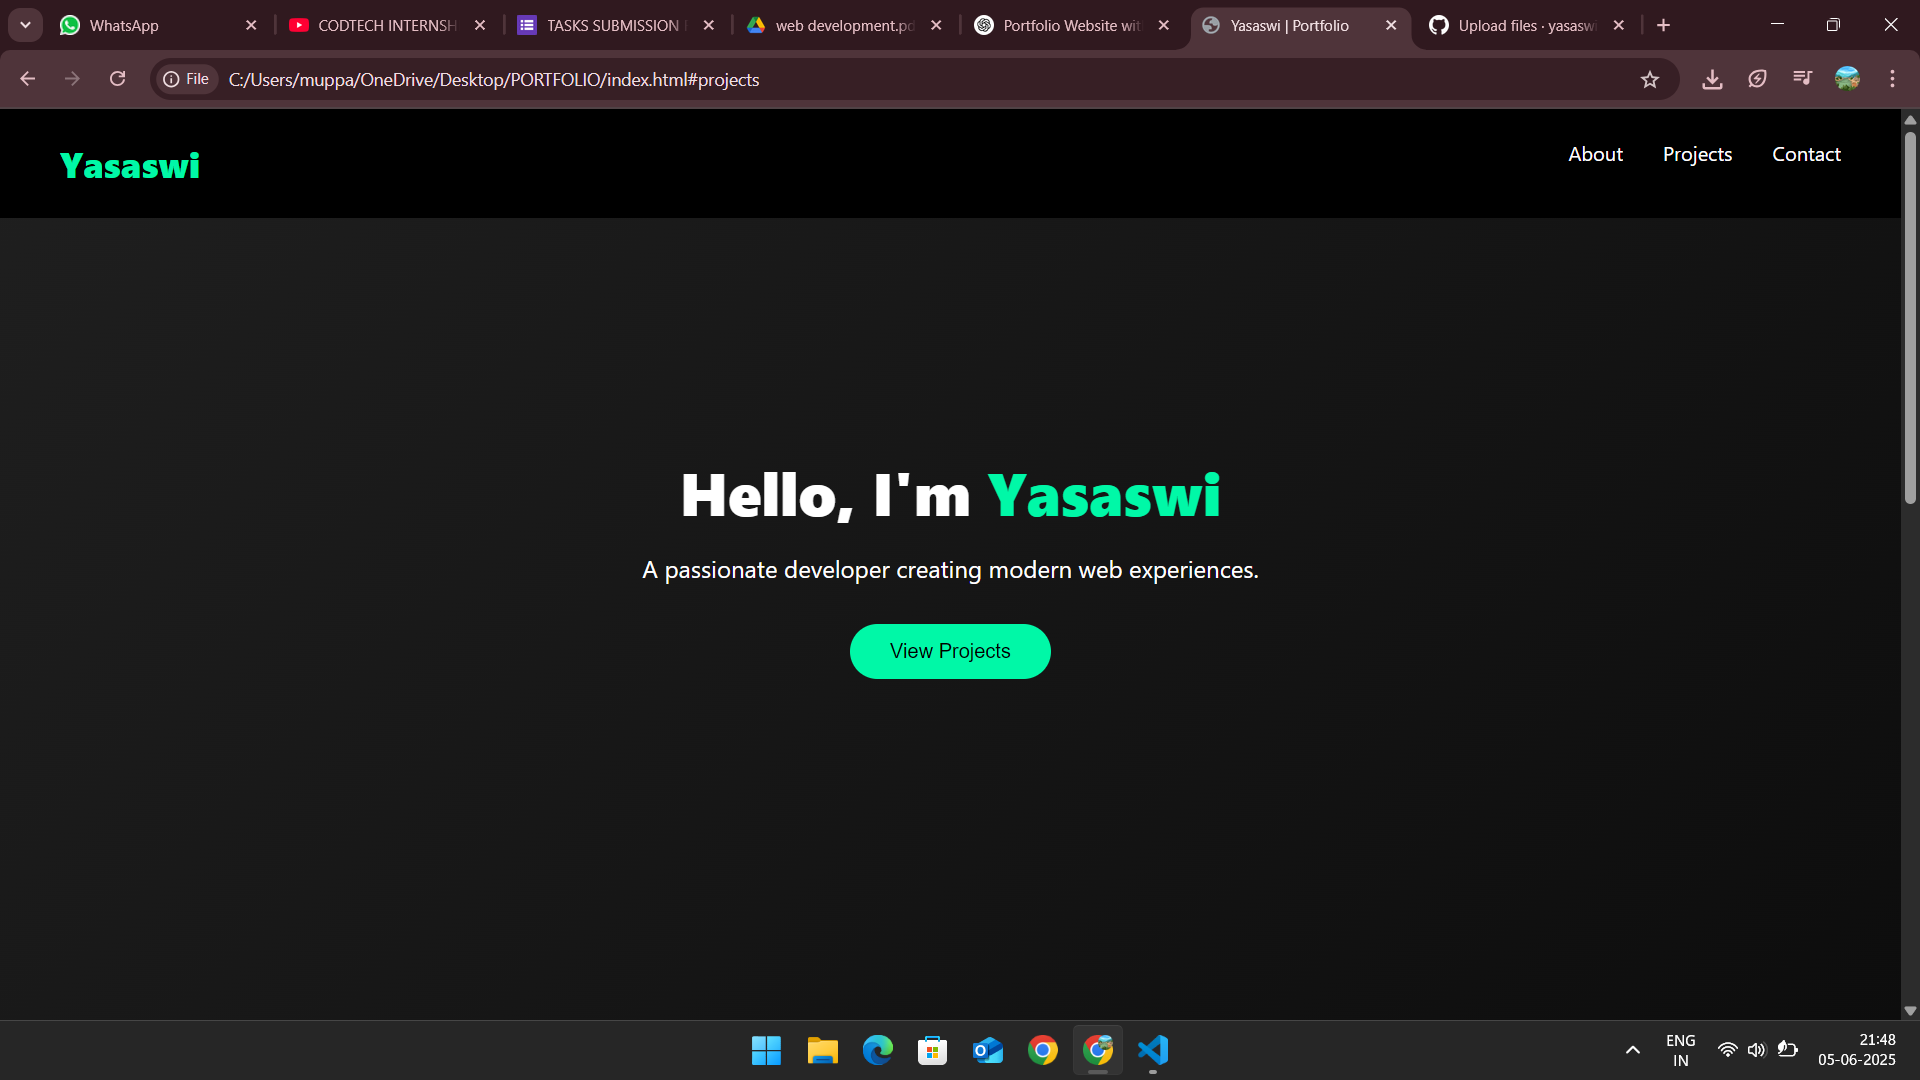 WhatsApp
CODTECH INTERNSH
TASKS SUBMISSION
web development.pd
Portfolio Website wit
Yasaswi | Portfolio
Upload files · yasasw
File
C:/Users/muppa/OneDrive/Desktop/PORTFOLIO/index.html#projects
Yasaswi
About
Projects
Contact
Hello, I'm Yasaswi
A passionate developer creating modern web experiences.
View Projects
ENG
IN
21:48
05-06-2025